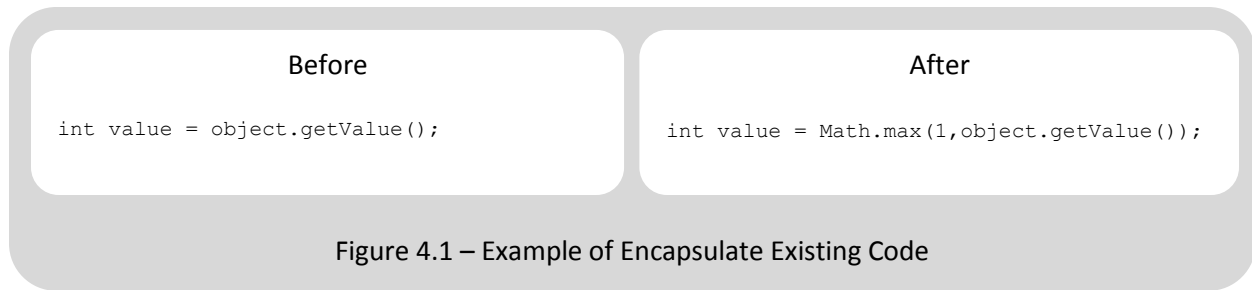 Before
int value = object.getValue();
After
int value = Math.max(1,object.getValue());
Figure 4.1 – Example of Encapsulate Existing Code